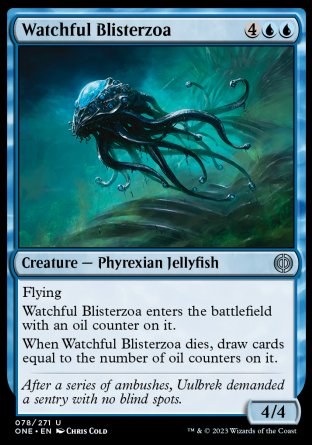 Watchful Blisterzoa 4
Creature — Phyrexian Jellyfish
Flying
Watchful Blisterzoa enters the battlefield
with an oil counter on it.
When Watchful Blisterzoa dies, draw cards
equal to the number of oil counters on it.
After a series of ambushes, Uulbrek demanded
a sentry with no blind spots.
4/4
078/271 U
ONE • EN Chris Cold
™ & © 2023 Wizards of the Coast